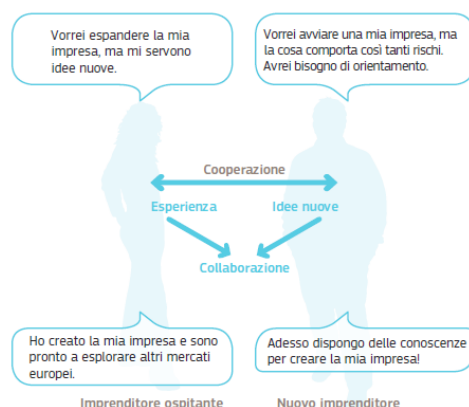 Vorrei espandere la mia
impresa, ma mi servono
idee nuove.
Vorrei avviare una mia impresa, ma
la cosa comporta così tanti rischi.
Avrei bisogno di orientamento.
Cooperazione
Esperienza
Idee nuove
Collaborazione
Ho creato la mia impresa e sono
pronto a esplorare altri mercati
europei.
Adesso dispongo delle conoscenze
per creare la mia impresa!
Imprenditore ospitante
Nuovo imprenditore